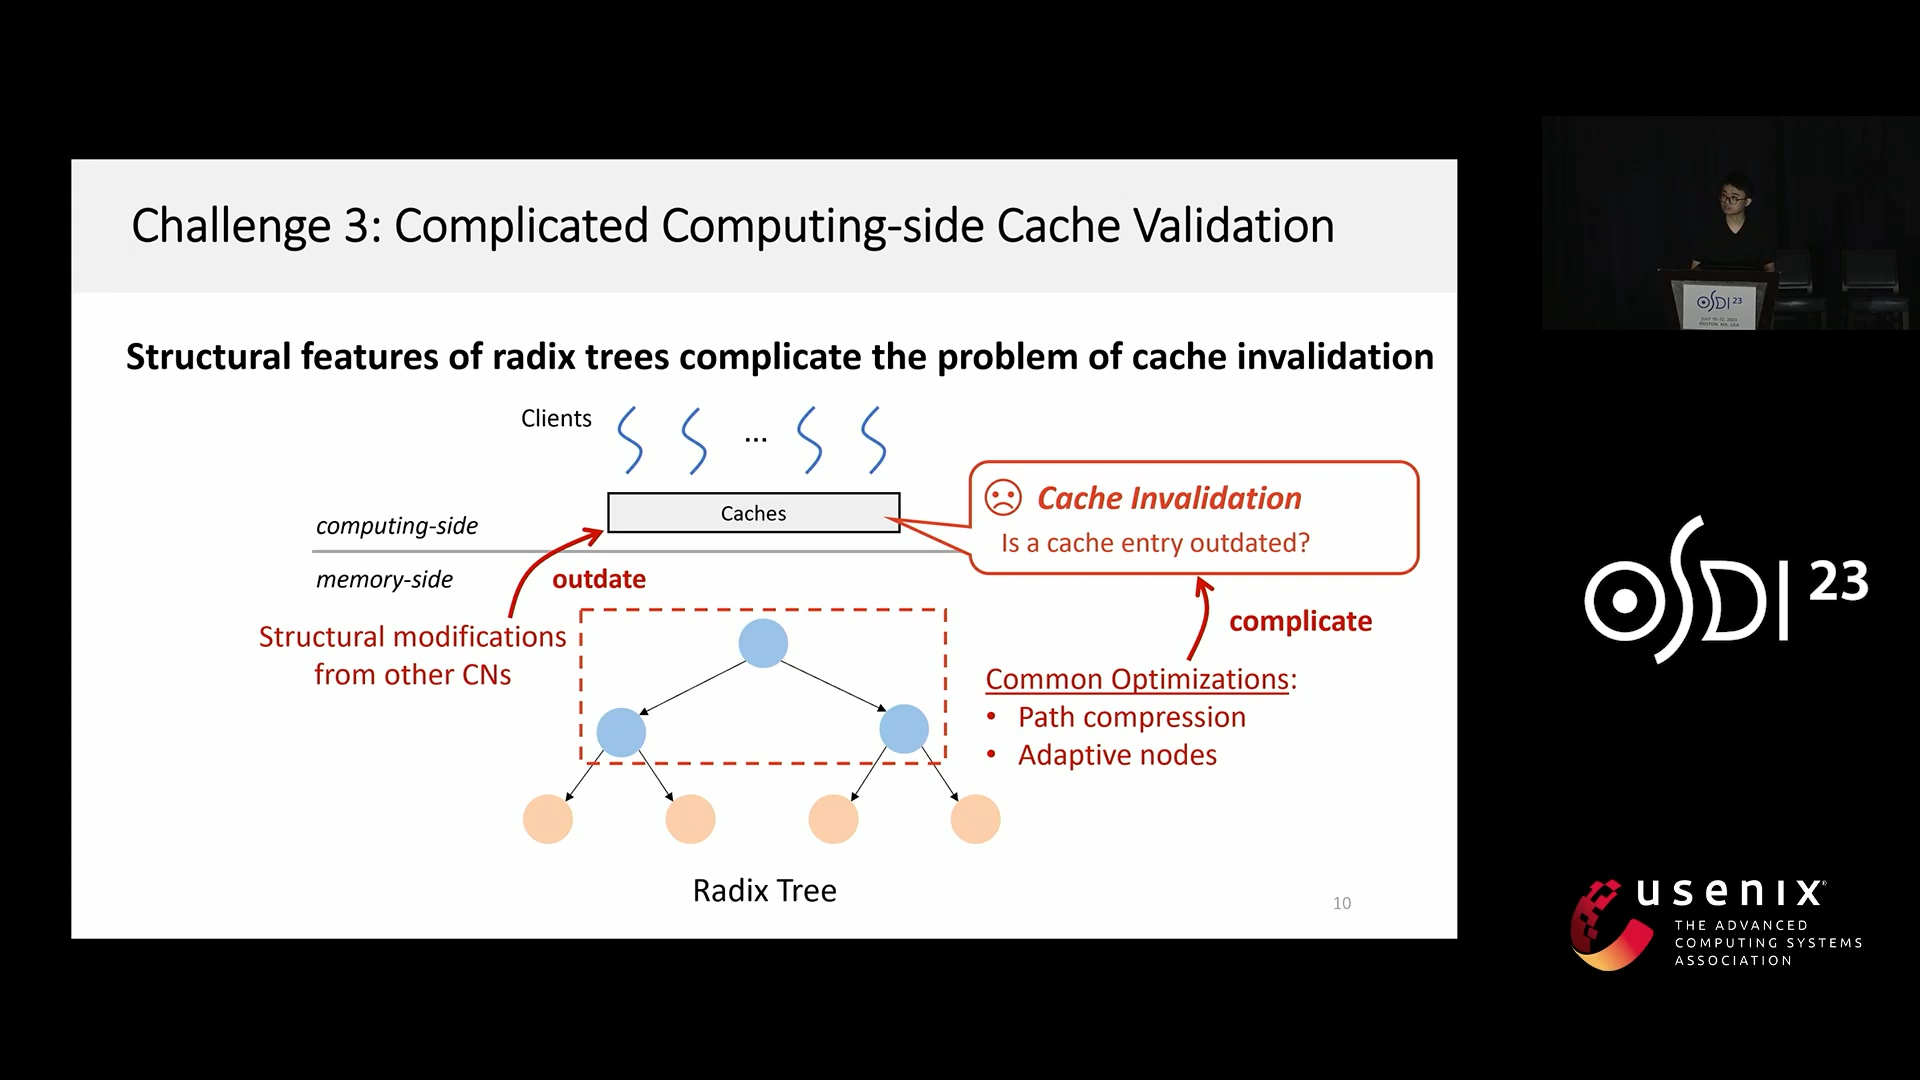 Challenge 3: Complicated Computing-side Cache Validation
Structural features of radix trees complicate the problem of cache invalidation
Clients
...
Caches
Cache Invalidation
Is a cache entry outdated?
computing-side
memory-side
outdate
Structural modifications
from other CNs
complicate
Common Optimizations:
• Path compression
• Adaptive nodes
Radix Tree
10
OSDI 23
OSDI 23
usenix
THE ADVANCED
COMPUTING SYSTEMS
ASSOCIATION